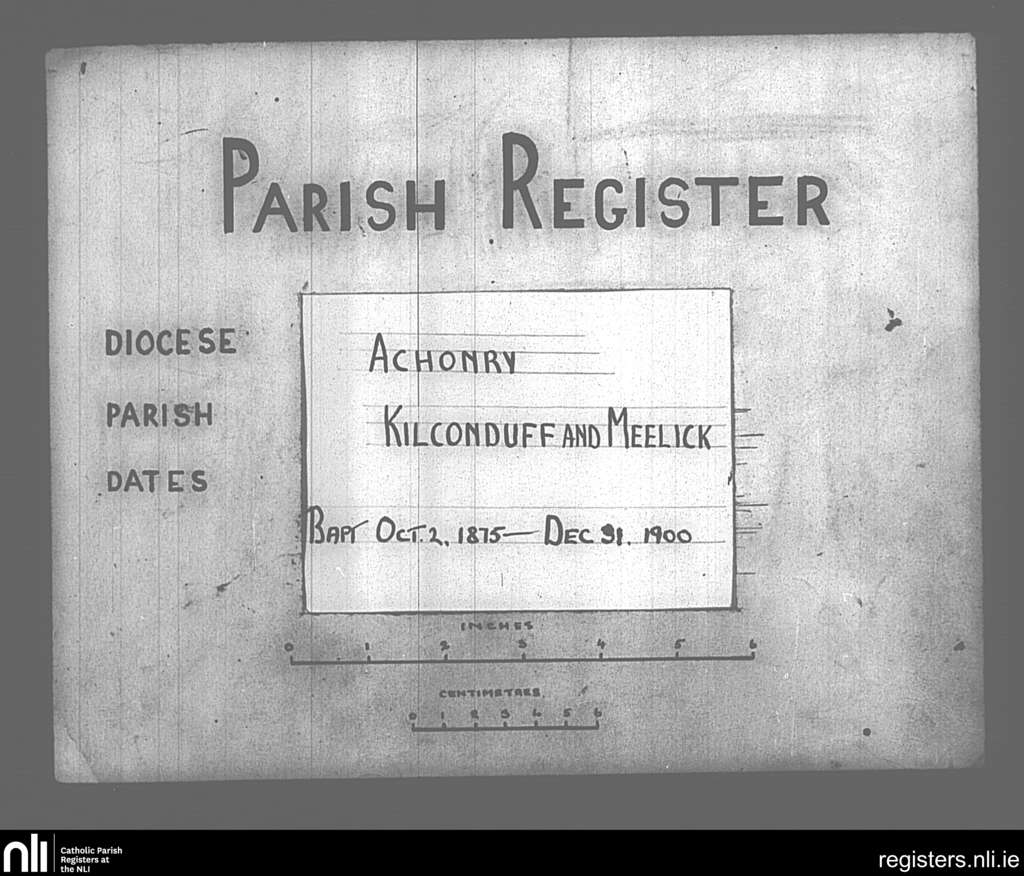 PARISH REGISTER
DIOCESE ACHONRY
PARISH KILCONDUFF AND MEELICK
DATES
BAPT OCT. 2, 1875 — DEC 31. 1900
INCHES
0 1 2 3 4 5 6
CENTIMETRES
0 1 2 3 4 5 6
nli Catholic Parish
Registers at
the NLI
registers.nli.ie